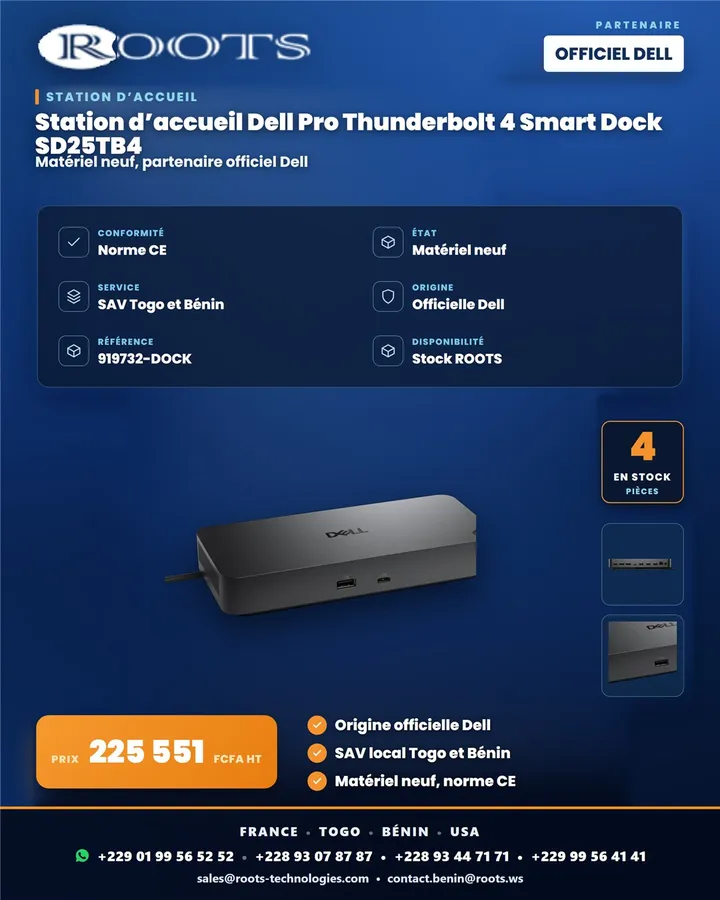 ROOTS
PARTENAIRE
OFFICIEL DELL
STATION D’ACCUEIL
Station d’accueil Dell Pro Thunderbolt 4 Smart Dock
SD25TB4
Matériel neuf, partenaire officiel Dell
CONFORMITÉ
Norme CE
ÉTAT
Matériel neuf
SERVICE
SAV Togo et Bénin
ORIGINE
Officielle Dell
RÉFÉRENCE
919732-DOCK
DISPONIBILITÉ
Stock ROOTS
4
EN STOCK
PIÈCES
DELL
DELL
PRIX 225 551 FCFA HT
Origine officielle Dell
SAV local Togo et Bénin
Matériel neuf, norme CE
FRANCE • TOGO • BÉNIN • USA
+229 01 99 56 52 52 • +228 93 07 87 87 • +228 93 44 71 71 • +229 99 56 41 41
sales@roots-technologies.com • contact.benin@roots.ws